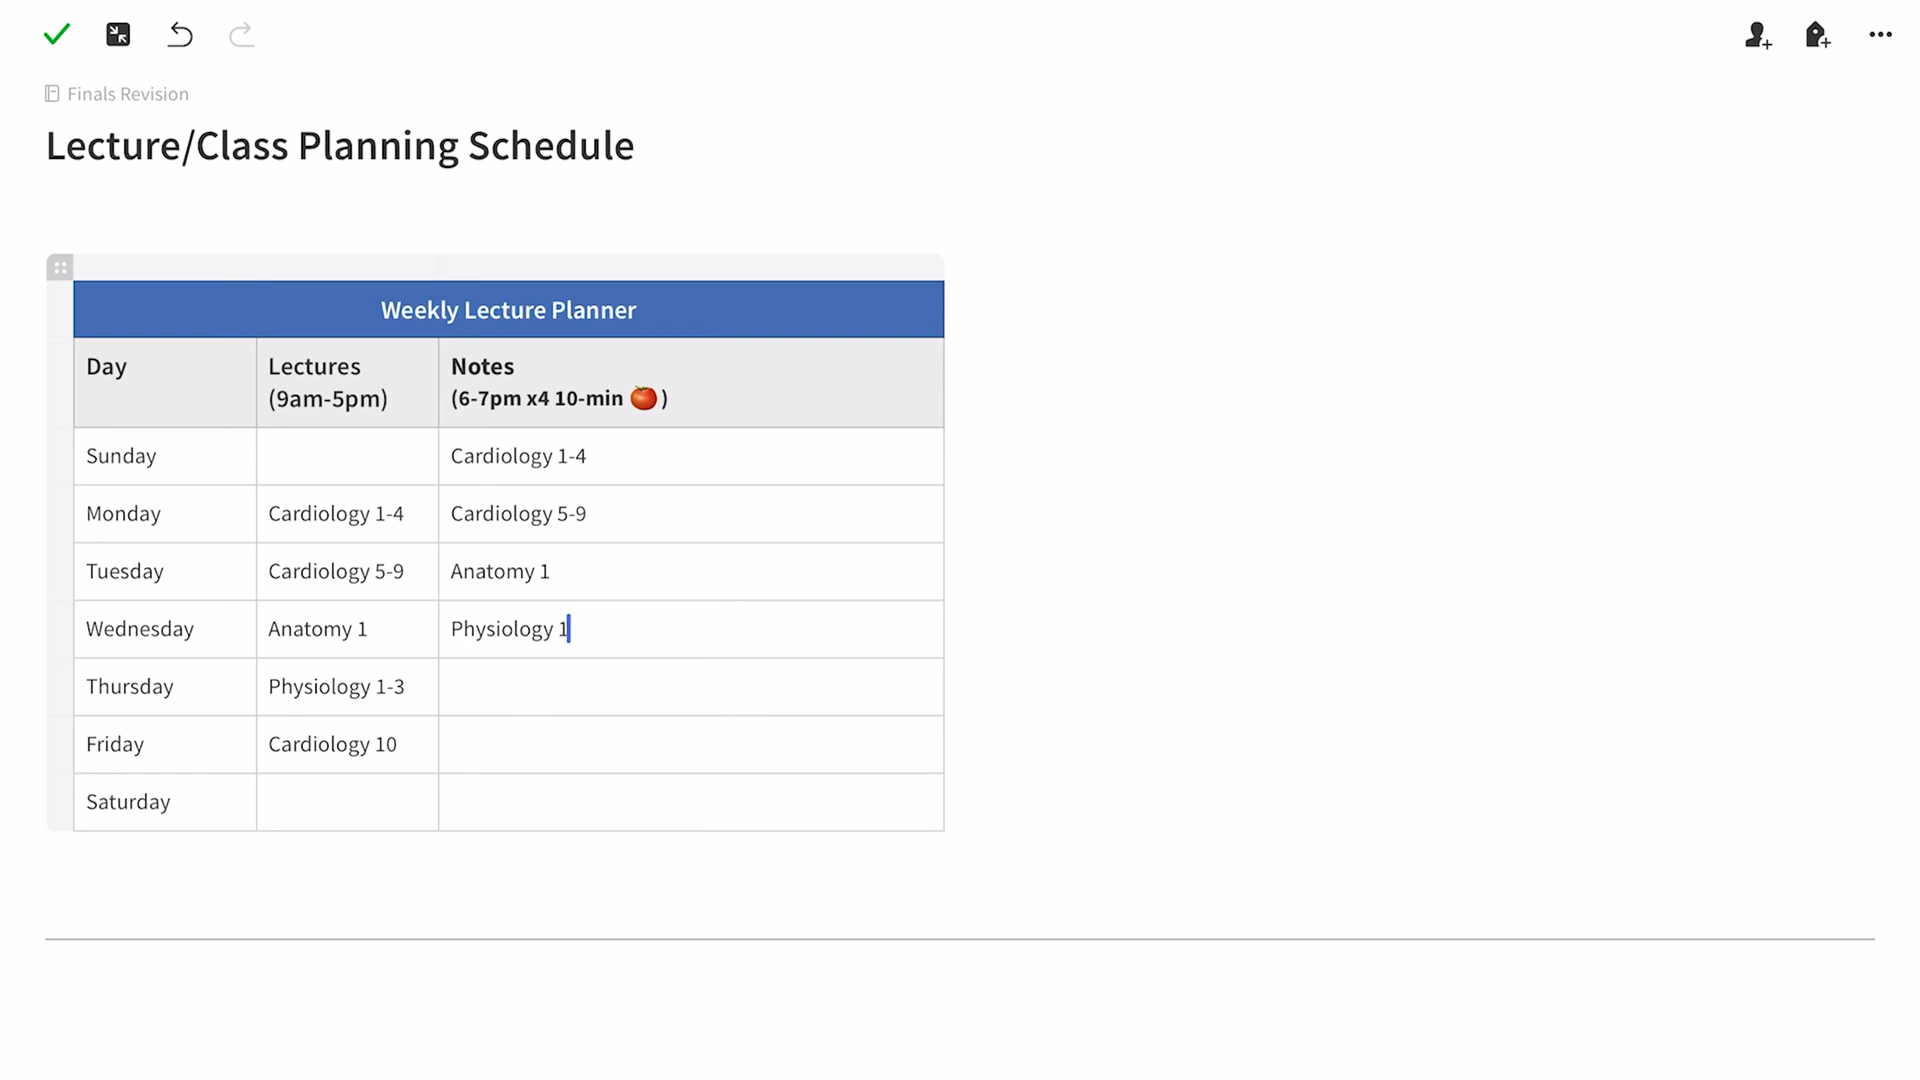 Finals Revision
Lecture/Class Planning Schedule
Weekly Lecture Planner
Day
Lectures
(9am-5pm)
Notes
(6-7pm x4 10-min 🍅 )
Sunday
Cardiology 1-4
Monday
Cardiology 1-4
Cardiology 5-9
Tuesday
Cardiology 5-9
Anatomy 1
Wednesday
Anatomy 1
Physiology 1
Thursday
Physiology 1-3
Friday
Cardiology 10
Saturday